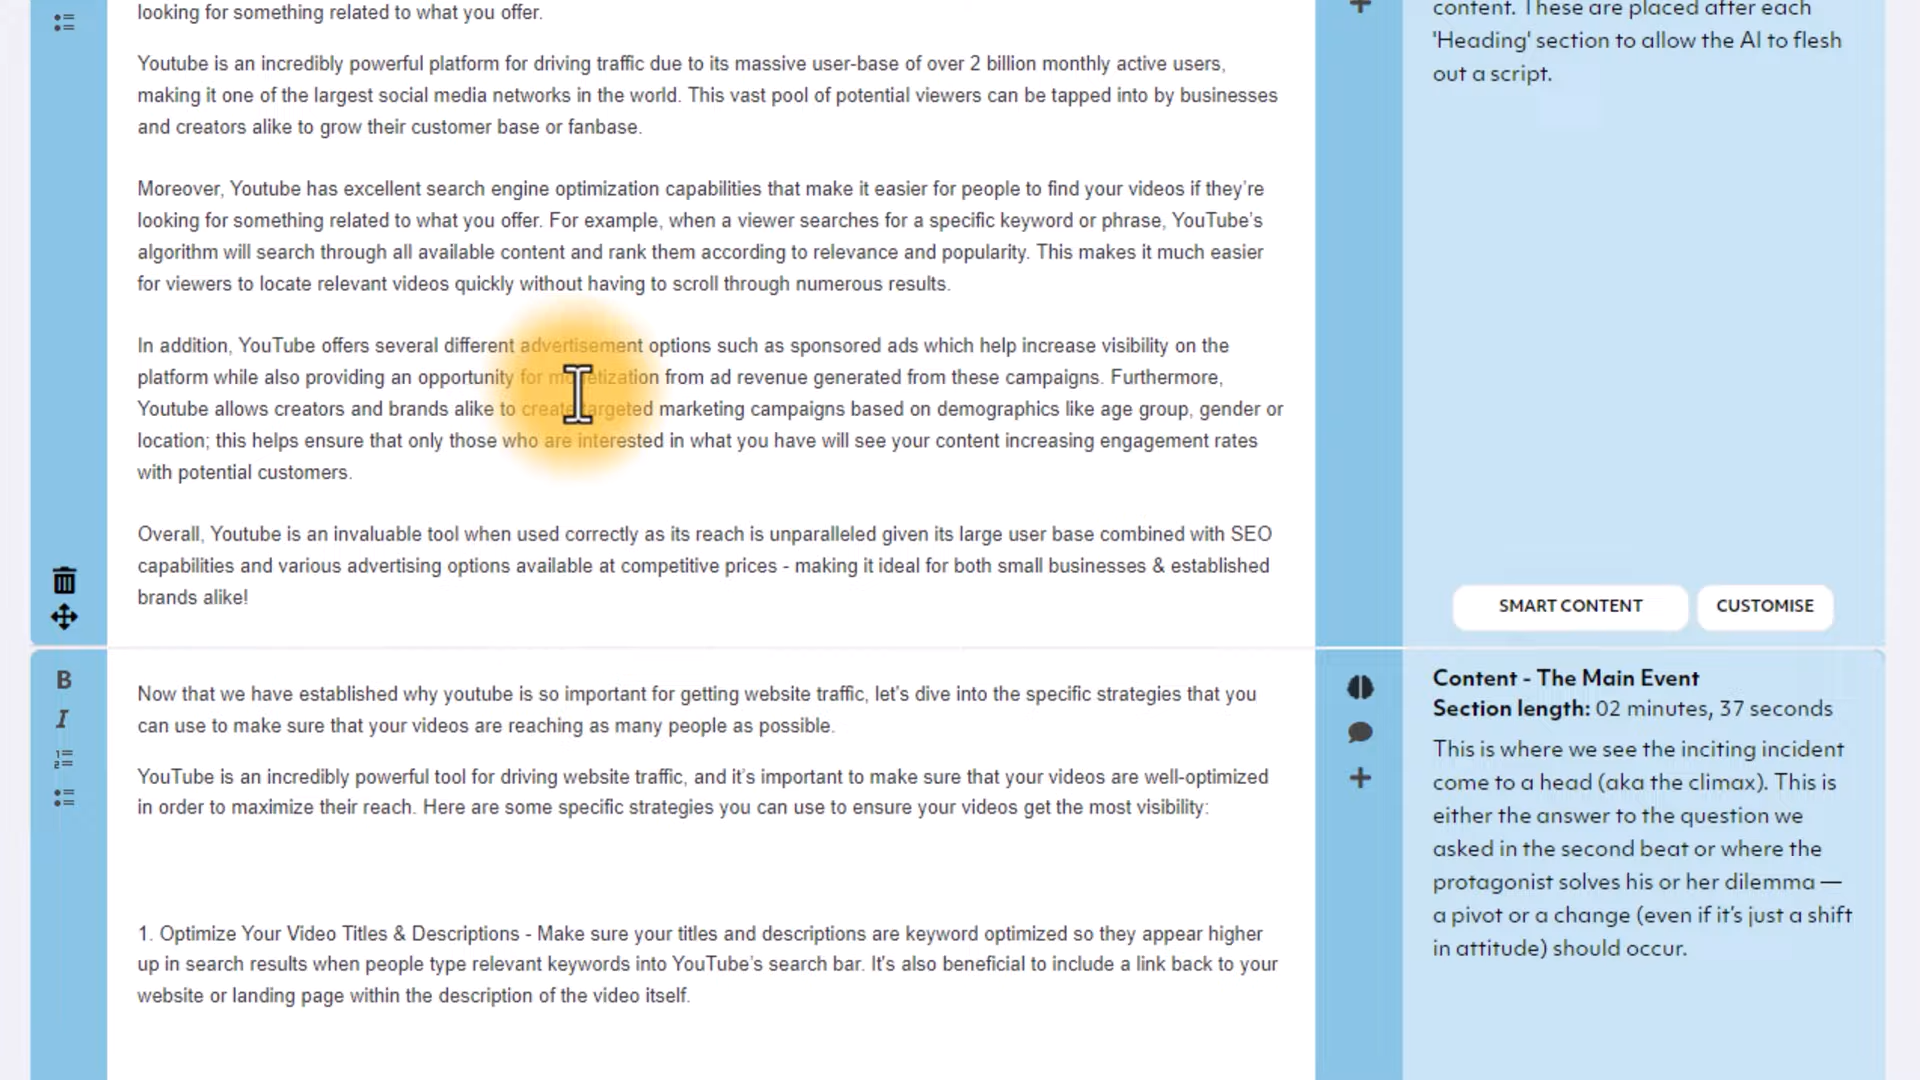 looking for something related to what you offer.
Youtube is an incredibly powerful platform for driving traffic due to its massive user-base of over 2 billion monthly active users,
making it one of the largest social media networks in the world. This vast pool of potential viewers can be tapped into by businesses
and creators alike to grow their customer base or fanbase.
Moreover, Youtube has excellent search engine optimization capabilities that make it easier for people to find your videos if they're
looking for something related to what you offer. For example, when a viewer searches for a specific keyword or phrase, YouTube's
algorithm will search through all available content and rank them according to relevance and popularity. This makes it much easier
for viewers to locate relevant videos quickly without having to scroll through numerous results.
In addition, YouTube offers several different advertisement options such as sponsored ads which help increase visibility on the
platform while also providing an opportunity for monetization from ad revenue generated from these campaigns. Furthermore,
Youtube allows creators and brands alike to create targeted marketing campaigns based on demographics like age group, gender or
location; this helps ensure that only those who are interested in what you have will see your content increasing engagement rates
with potential customers.
Overall, Youtube is an invaluable tool when used correctly as its reach is unparalleled given its large user base combined with SEO
capabilities and various advertising options available at competitive prices - making it ideal for both small businesses & established
brands alike!
content. These are placed after each
'Heading' section to allow the AI to flesh
out a script.
SMART CONTENT
CUSTOMISE
B
I
Now that we have established why youtube is so important for getting website traffic, let's dive into the specific strategies that you
can use to make sure that your videos are reaching as many people as possible.
YouTube is an incredibly powerful tool for driving website traffic, and it's important to make sure that your videos are well-optimized
in order to maximize their reach. Here are some specific strategies you can use to ensure your videos get the most visibility:
1. Optimize Your Video Titles & Descriptions - Make sure your titles and descriptions are keyword optimized so they appear higher
up in search results when people type relevant keywords into YouTube's search bar. It's also beneficial to include a link back to your
website or landing page within the description of the video itself.
Content - The Main Event
Section length: 02 minutes, 37 seconds
This is where we see the inciting incident
come to a head (aka the climax). This is
either the answer to the question we
asked in the second beat or where the
protagonist solves his or her dilemma —
a pivot or a change (even if it's just a shift
in attitude) should occur.